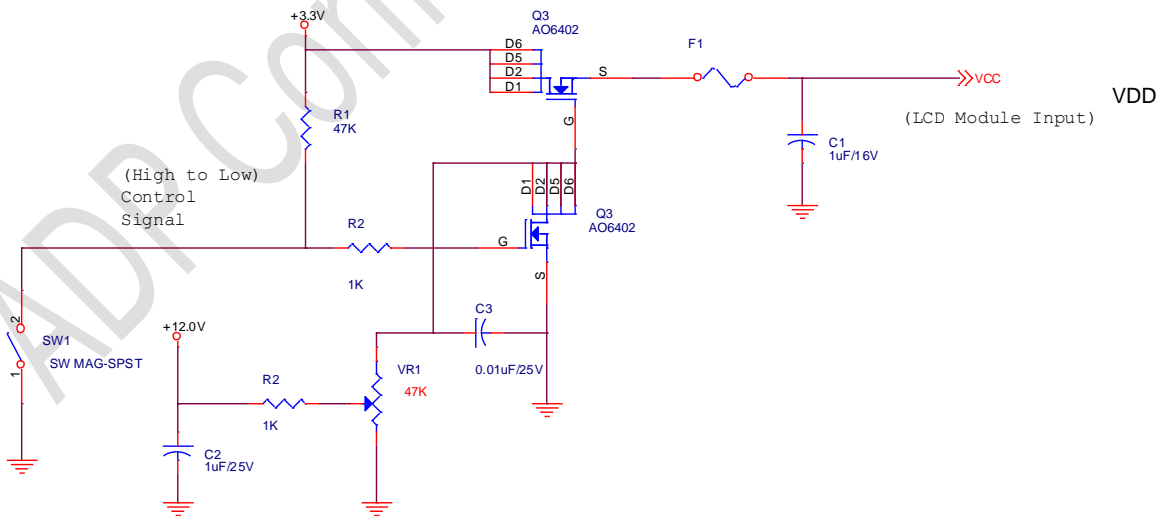 +3.3V
Q3
AO6402
D6
D5
D2
D1
S
G
F1
VCC
VDD
(LCD Module Input)
C1
1uF/16V
R1
47K
(High to Low)
Control
Signal
D1
D2
D5
D6
Q3
AO6402
R2
G
1K
S
2
SW1
SW MAG-SPST
1
+12.0V
C3
0.01uF/25V
VR1
47K
R2
1K
C2
1uF/25V
ADP Con